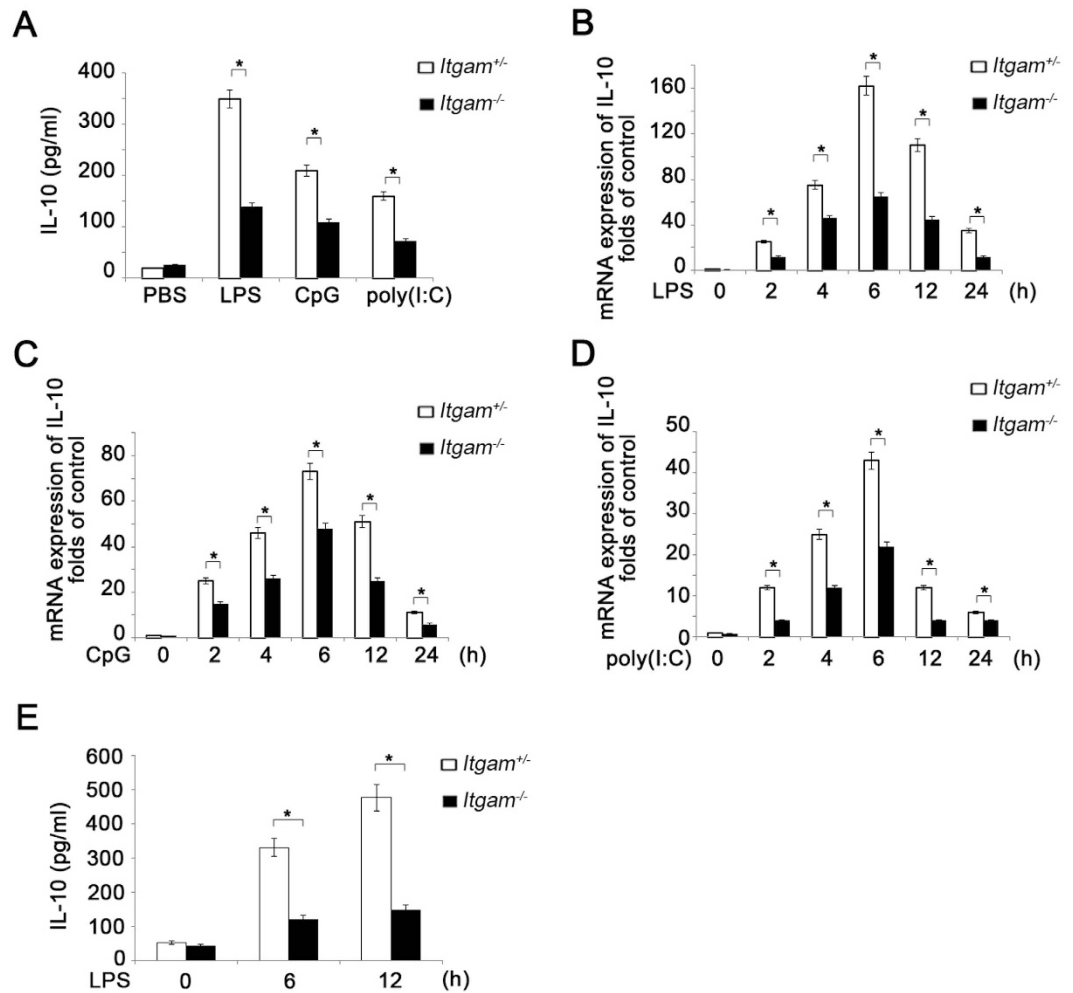 A
IL-10 (pg/ml)
400
300
200
100
0
*
*
*
PBS LPS CpG poly(I:C)
Itgam+/-
Itgam-/-
B
mRNA expression of IL-10
folds of control
160
120
80
40
0
*
*
*
*
*
LPS 0 2 4 6 12 24 (h)
Itgam+/-
Itgam-/-
C
mRNA expression of IL-10
folds of control
80
60
40
20
0
*
*
*
*
*
CpG 0 2 4 6 12 24 (h)
Itgam+/-
Itgam-/-
D
mRNA expression of IL-10
folds of control
50
40
30
20
10
0
*
*
*
*
*
poly(I:C) 0 2 4 6 12 24 (h)
Itgam+/-
Itgam-/-
E
IL-10 (pg/ml)
600
500
400
300
200
100
0
*
*
LPS 0 6 12 (h)
Itgam+/-
Itgam-/-